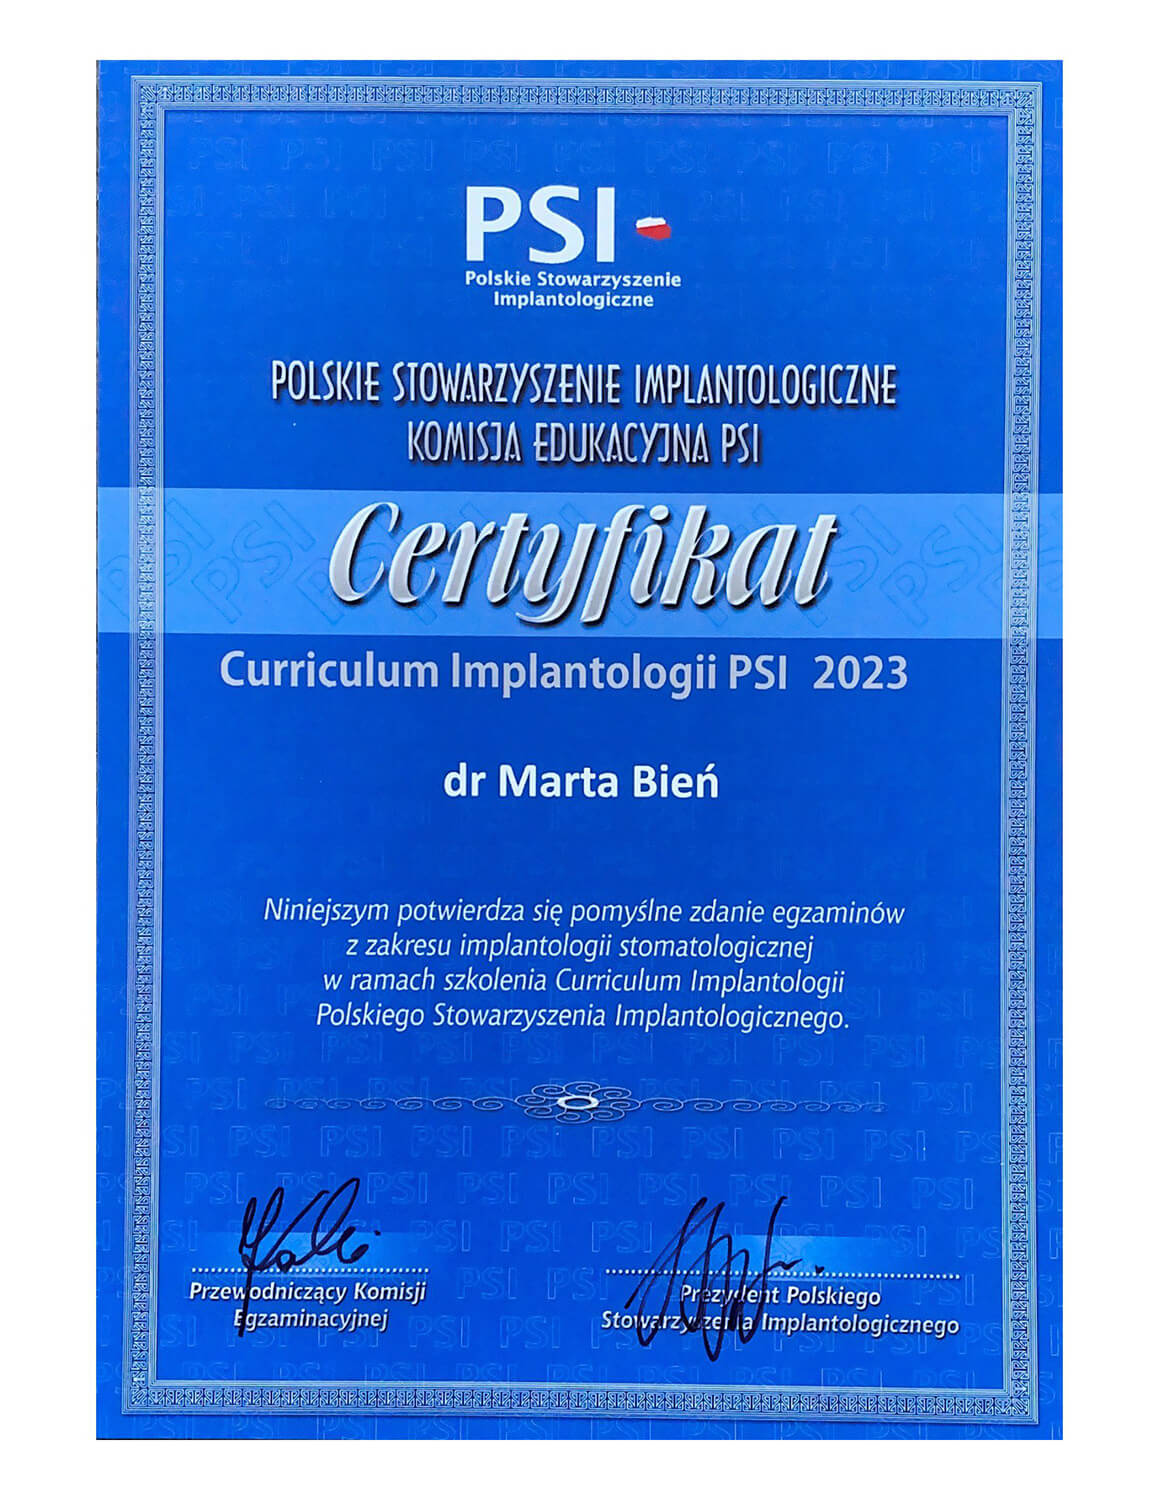 PSI
Polskie Stowarzyszenie
Implantologiczne
POLSKIE STOWARZYSZENIE IMPLANTOLOGICZNE
KOMISJA EDUKACYJNA PSI
Certyfikat
Curriculum Implantologii PSI 2023
dr Marta Bień
Niniejszym potwierdza się pomyślne zdanie egzaminów
z zakresu implantologii stomatologicznej
w ramach szkolenia Curriculum Implantologii
Polskiego Stowarzyszenia Implantologicznego.
Przewodniczący Komisji
Egzaminacyjnej
Prezydent Polskiego
Stowarzyszenia Implantologicznego